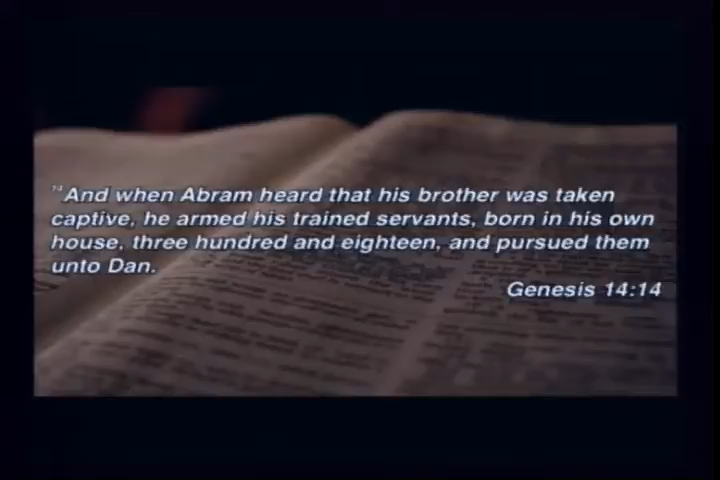 14And when Abram heard that his brother was taken
captive, he armed his trained servants, born in his own
house, three hundred and eighteen, and pursued them
unto Dan.
Genesis 14:14